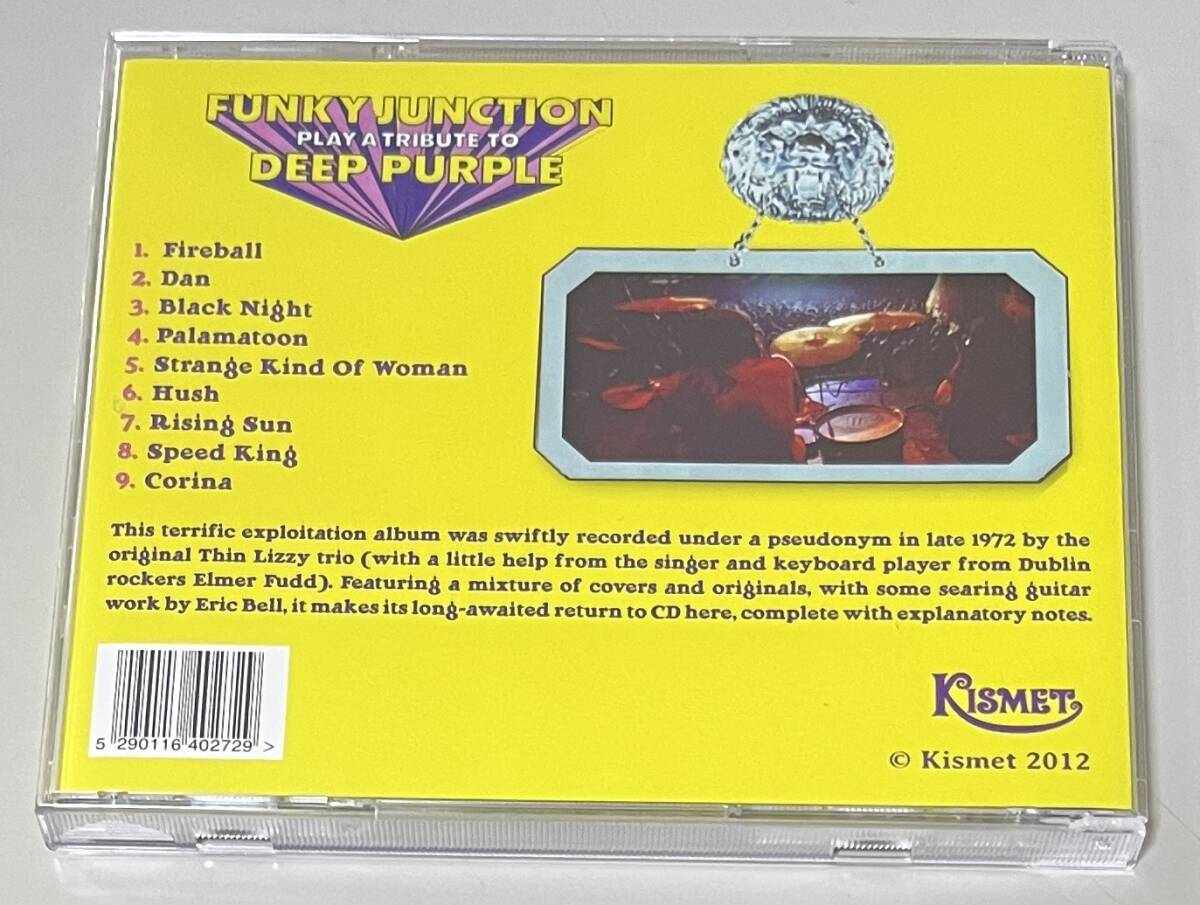 FUNKY JUNCTION
PLAY A TRIBUTE TO
DEEP PURPLE
1. Fireball
2. Dan
3. Black Night
4. Palamatoon
5. Strange Kind Of Woman
6. Hush
7. Rising Sun
8. Speed King
9. Corina
This terrific exploitation album was swiftly recorded under a pseudonym in late 1972 by the
original Thin Lizzy trio (with a little help from the singer and keyboard player from Dublin
rockers Elmer Fudd). Featuring a mixture of covers and originals, with some searing guitar
work by Eric Bell, it makes its long-awaited return to CD here, complete with explanatory notes.
5 290116 402729 >
KISMET
© Kismet 2012